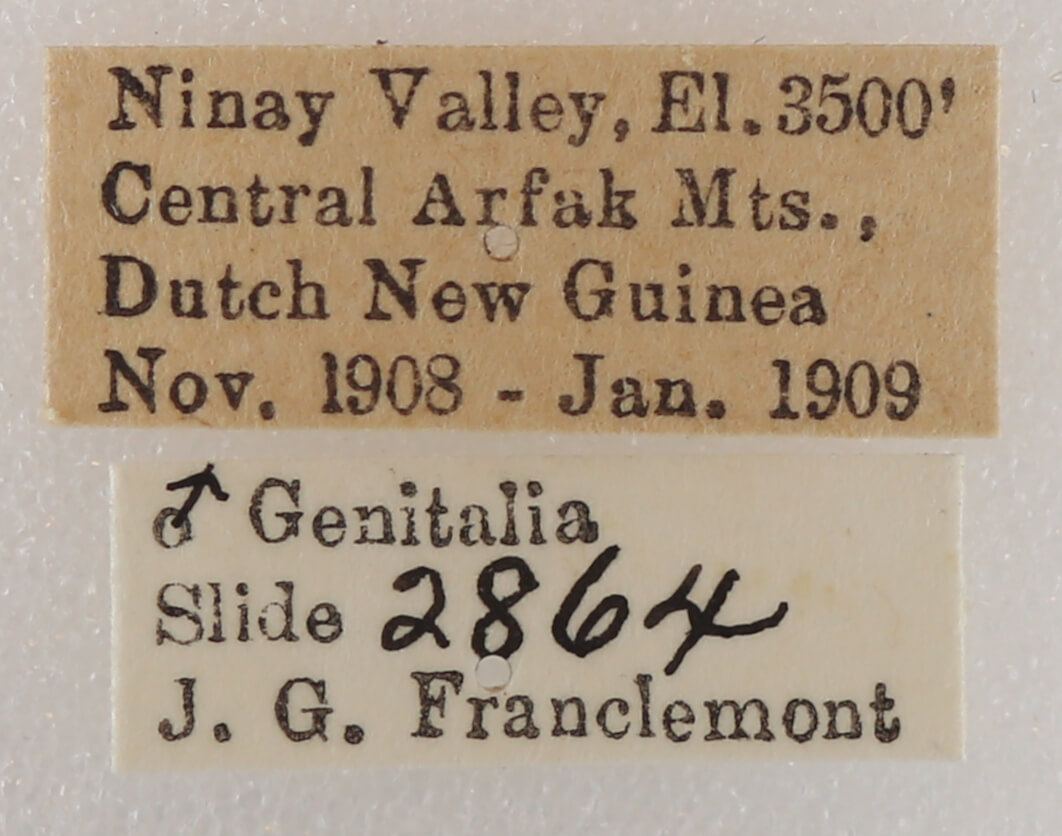 Ninay Valley, El. 3500'
Central Arfak Mts.,
Dutch New Guinea
Nov. 1908 - Jan. 1909
♂ Genitalia
Slide 2864
J. G. Franclemont